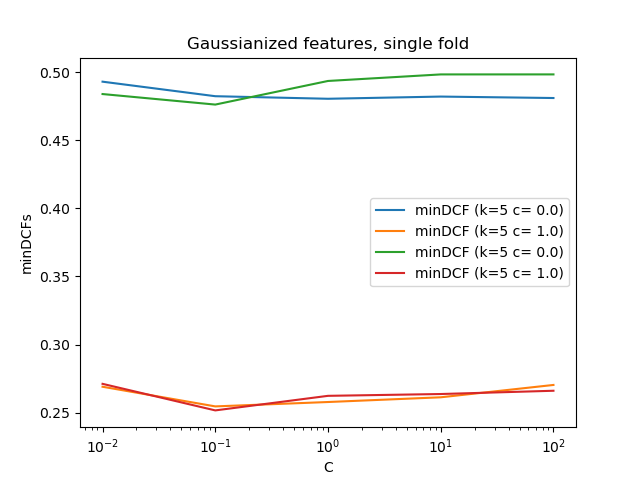 Gaussianized features, single fold
0.50
0.45
0.40
0.35
0.30
0.25
minDCFs
minDCF (k=5 c= 0.0)
minDCF (k=5 c= 1.0)
minDCF (k=5 c= 0.0)
minDCF (k=5 c= 1.0)
10⁻² 10⁻¹ 10⁰ 10¹ 10²
C